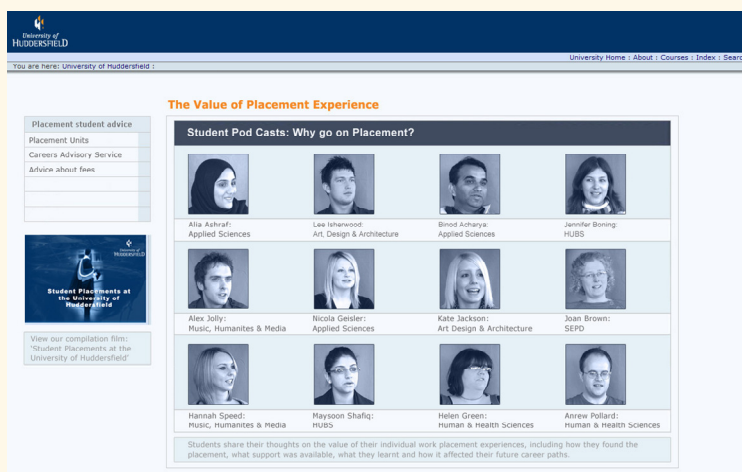 University of
HUDDERSFIELD
University Home : About : Courses : Index : Searc
You are here: University of Huddersfield :
The Value of Placement Experience
Placement student advice
Placement Units
Careers Advisory Service
Advice about fees
University of
HUDDERSFIELD
Student Placements at
the University of
Huddersfield
View our compilation film:
'Student Placements at the
University of Huddersfield'
Student Pod Casts: Why go on Placement?
Alia Ashraf:
Applied Sciences
Lee Isherwood:
Art, Design & Architecture
Binod Acharya:
Applied Sciences
Jennifer Boning:
HUBS
Alex Jolly:
Music, Humanites & Media
Nicola Geisler:
Applied Sciences
Kate Jackson:
Art Design & Architecture
Joan Brown:
SEPD
Hannah Speed:
Music, Humanites & Media
Maysoon Shafiq:
HUBS
Helen Green:
Human & Health Sciences
Anrew Pollard:
Human & Health Sciences
Students share their thoughts on the value of their individual work placement experiences, including how they found the
placement, what support was available, what they learnt and how it affected their future career paths.